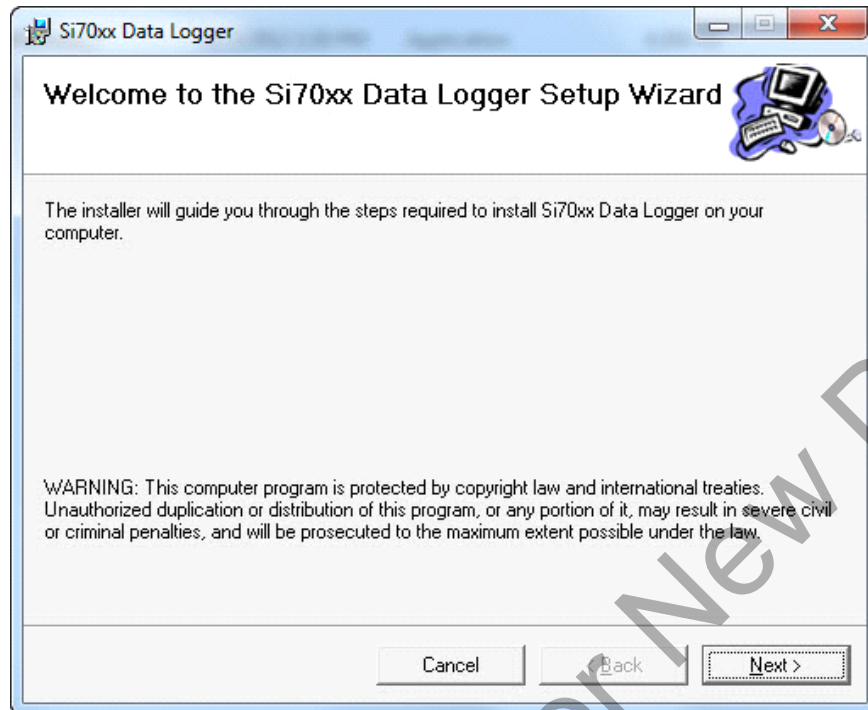 Si70xx Data Logger
Welcome to the Si70xx Data Logger Setup Wizard
The installer will guide you through the steps required to install Si70xx Data Logger on your
computer.
WARNING: This computer program is protected by copyright law and international treaties.
Unauthorized duplication or distribution of this program, or any portion of it, may result in severe civil
or criminal penalties, and will be prosecuted to the maximum extent possible under the law.
Cancel
< Back
Next >
New